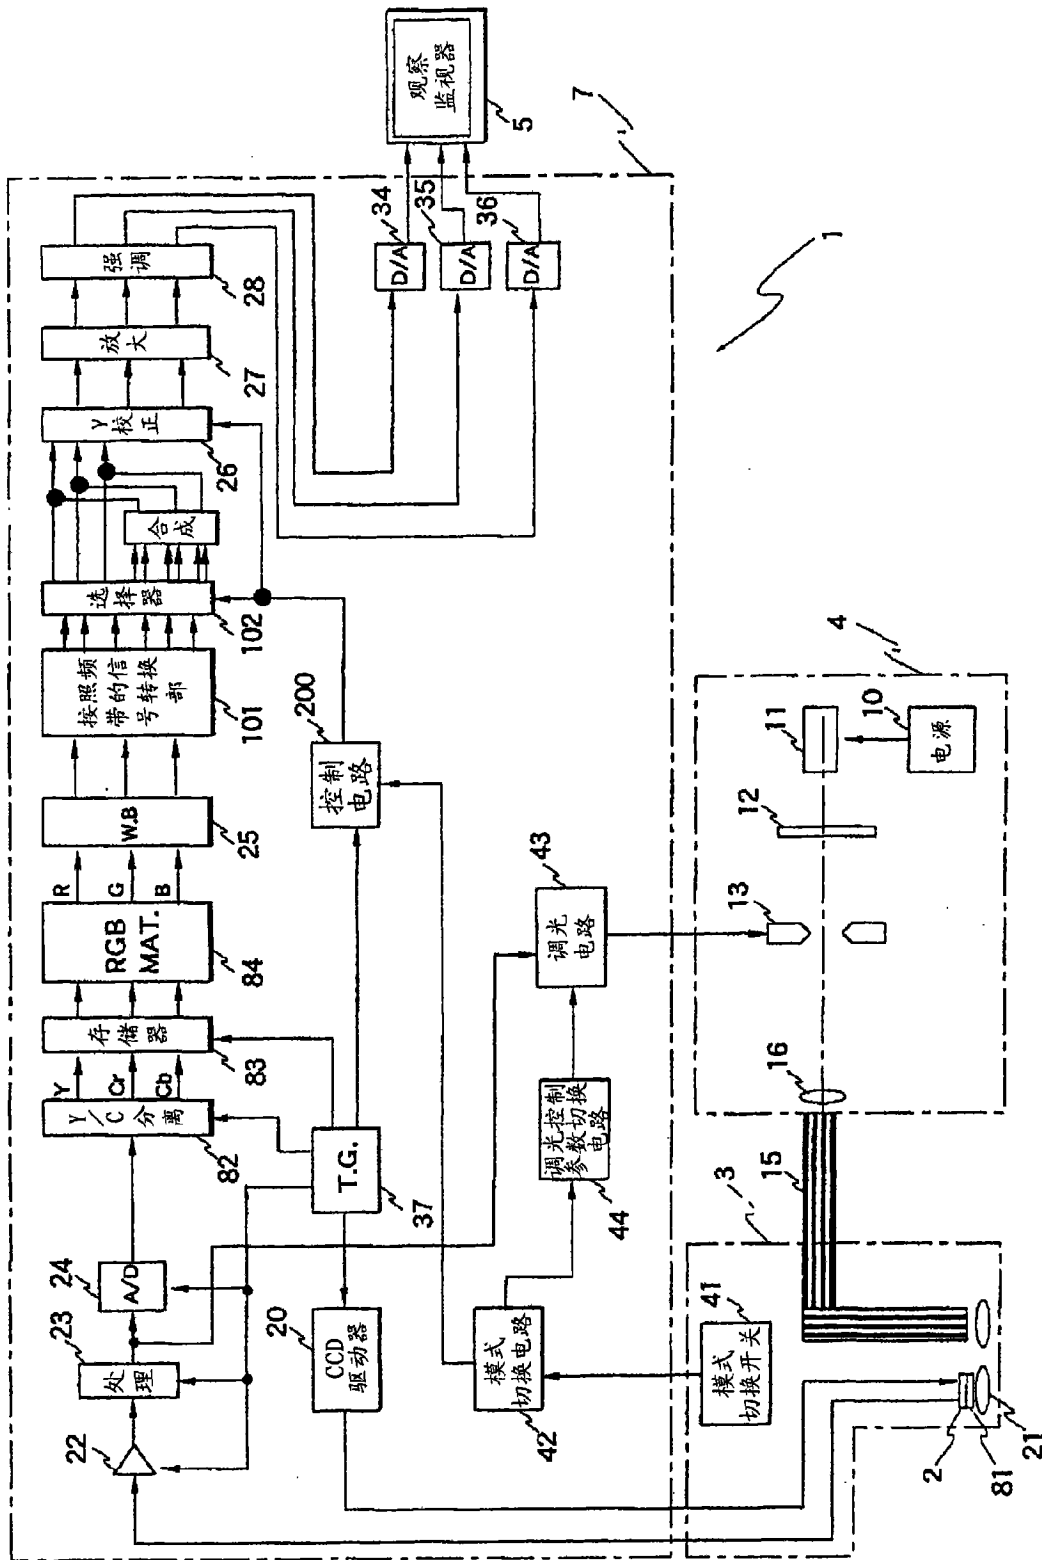 22
23
处理
24
A/D
82
Y/C分离
Y
Cr
Cb
83
存储器
84
RGB
MAT.
R
G
B
25
W.B
101
按照频
带的信
号转换
部
102
选择器
合成
26
γ
校正
27
放大
28
强调
20
CCD
驱动器
37
T.G.
200
控制
电路
34
D/A
35
D/A
36
D/A
观察
监视器
5
7
42
模式
切换电路
44
调光控制
参数切换
电路
43
调光
电路
1
41
模式
切换开关
3
2
81
21
15
16
13
12
11
10
电源
4